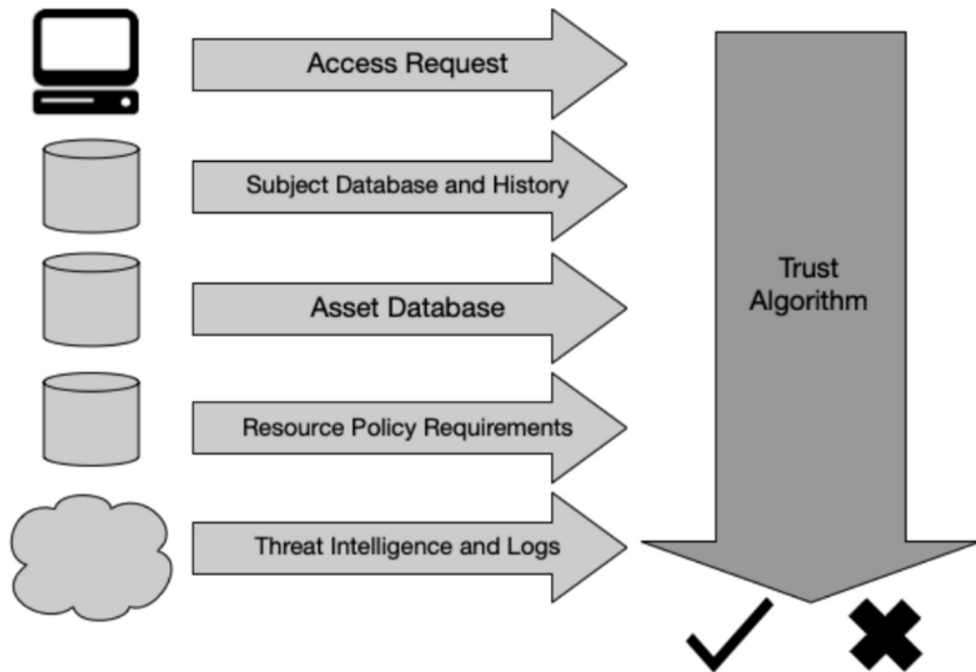 Access Request
Subject Database and History
Asset Database
Resource Policy Requirements
Threat Intelligence and Logs
Trust
Algorithm